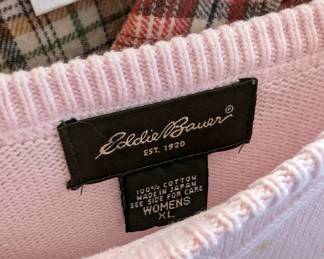 Eddie Bauer®
EST. 1920
100% COTTON
MADE IN JAPAN
SEE SIDE FOR CARE
WOMENS
XL